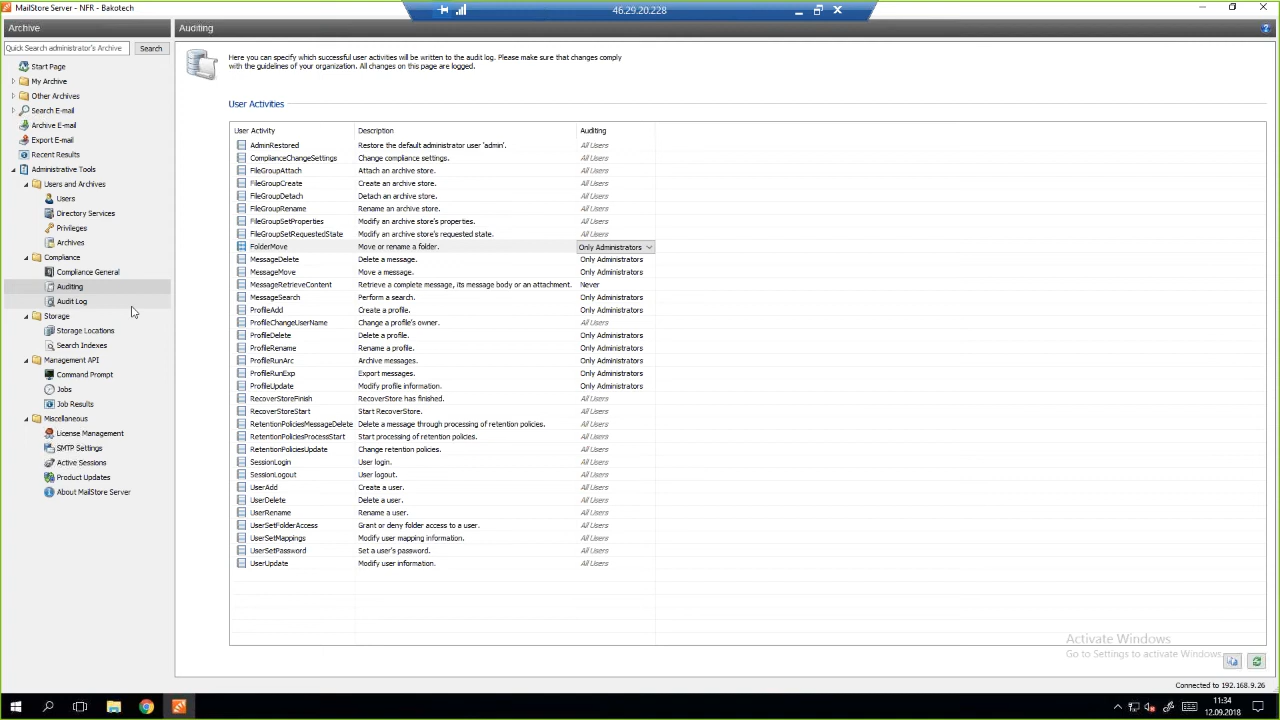 MailStore Server - NFR - Bakotech
46.29.20.228
Archive
Auditing
Quick Search administrator's Archive
Search
Here you can specify which successful user activities will be written to the audit log. Please make sure that changes comply
with the guidelines of your organization. All changes on this page are logged.
Start Page
My Archive
Other Archives
Search E-mail
Archive E-mail
Export E-mail
Recent Results
Administrative Tools
Users and Archives
Users
Directory Services
Privileges
Archives
Compliance
Compliance General
Auditing
Audit Log
Storage
Storage Locations
Search Indexes
Management API
Command Prompt
Jobs
Job Results
Miscellaneous
License Management
SMTP Settings
Active Sessions
Product Updates
About MailStore Server
User Activities
User Activity Description Auditing
AdminRestored Restore the default administrator user 'admin'. All Users
ComplianceChangeSettings Change compliance settings. All Users
FileGroupAttach Attach an archive store. All Users
FileGroupCreate Create an archive store. All Users
FileGroupDetach Detach an archive store. All Users
FileGroupRename Rename an archive store. All Users
FileGroupSetProperties Modify an archive store's properties. All Users
FileGroupSetRequestedState Modify an archive store's requested state. All Users
FolderMove Move or rename a folder. Only Administrators
MessageDelete Delete a message. Only Administrators
MessageMove Move a message. Only Administrators
MessageRetrieveContent Retrieve a complete message, its message body or an attachment. Never
MessageSearch Perform a search. Only Administrators
ProfileAdd Create a profile. Only Administrators
ProfileChangeUserName Change a profile's owner. All Users
ProfileDelete Delete a profile. Only Administrators
ProfileRename Rename a profile. Only Administrators
ProfileRunArc Archive messages. Only Administrators
ProfileRunExp Export messages. Only Administrators
ProfileUpdate Modify profile information. Only Administrators
RecoverStoreFinish RecoverStore has finished. All Users
RecoverStoreStart Start RecoverStore. All Users
RetentionPoliciesMessageDelete Delete a message through processing of retention policies. All Users
RetentionPoliciesProcessStart Start processing of retention policies. All Users
RetentionPoliciesUpdate Change retention policies. All Users
SessionLogin User login. All Users
SessionLogout User logout. All Users
UserAdd Create a user. All Users
UserDelete Delete a user. All Users
UserRename Rename a user. All Users
UserSetFolderAccess Grant or deny folder access to a user. All Users
UserSetMappings Modify user mapping information. All Users
UserSetPassword Set a user's password. All Users
UserUpdate Modify user information. All Users
Activate Windows
Go to Settings to activate Windows.
Connected to 192.168.9.26
11:34
12.09.2018